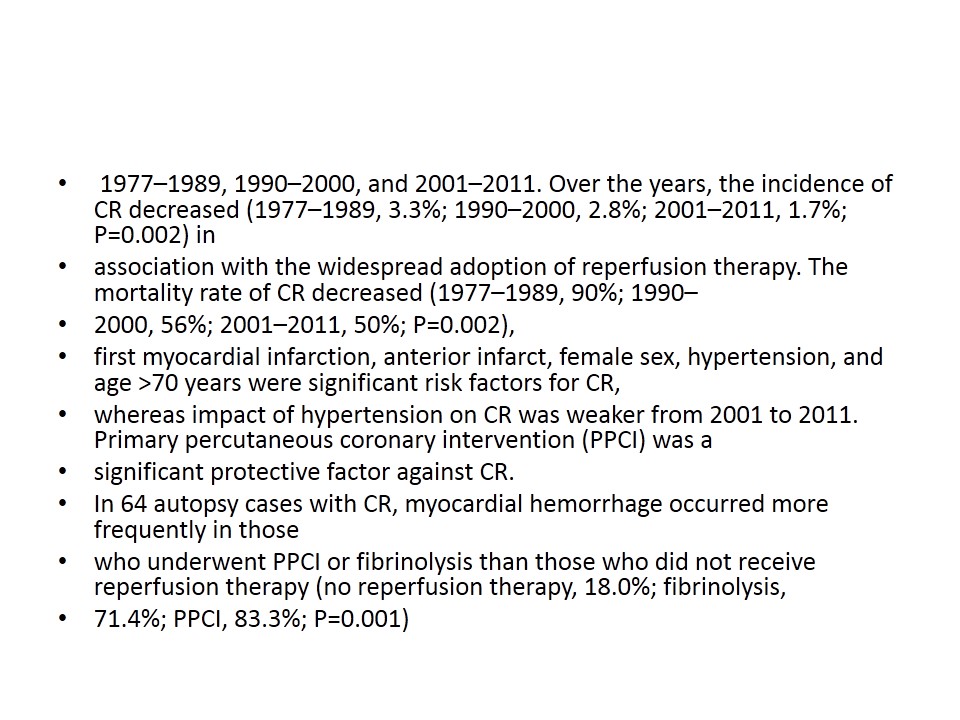 • 1977–1989, 1990–2000, and 2001–2011. Over the years, the incidence of
CR decreased (1977–1989, 3.3%; 1990–2000, 2.8%; 2001–2011, 1.7%;
P=0.002) in
• association with the widespread adoption of reperfusion therapy. The
mortality rate of CR decreased (1977–1989, 90%; 1990–
• 2000, 56%; 2001–2011, 50%; P=0.002),
• first myocardial infarction, anterior infarct, female sex, hypertension, and
age >70 years were significant risk factors for CR,
• whereas impact of hypertension on CR was weaker from 2001 to 2011.
Primary percutaneous coronary intervention (PPCI) was a
• significant protective factor against CR.
• In 64 autopsy cases with CR, myocardial hemorrhage occurred more
frequently in those
• who underwent PPCI or fibrinolysis than those who did not receive
reperfusion therapy (no reperfusion therapy, 18.0%; fibrinolysis,
• 71.4%; PPCI, 83.3%; P=0.001)